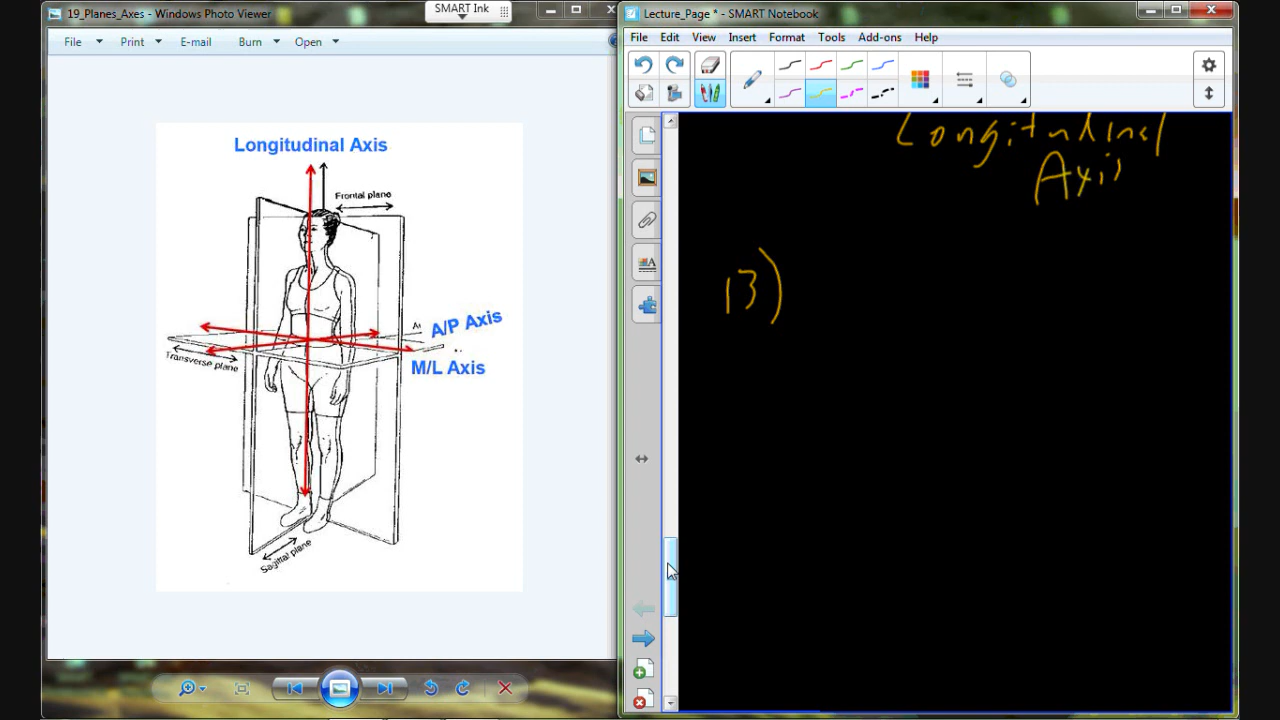 19_Planes_Axes - Windows Photo Viewer
SMART Ink
File Print E-mail Burn Open
Longitudinal Axis
Frontal plane
A/P Axis
M/L Axis
Transverse plane
Sagittal plane
Lecture_Page * - SMART Notebook
File Edit View Insert Format Tools Add-ons Help
Longitudinal
Axis
13)